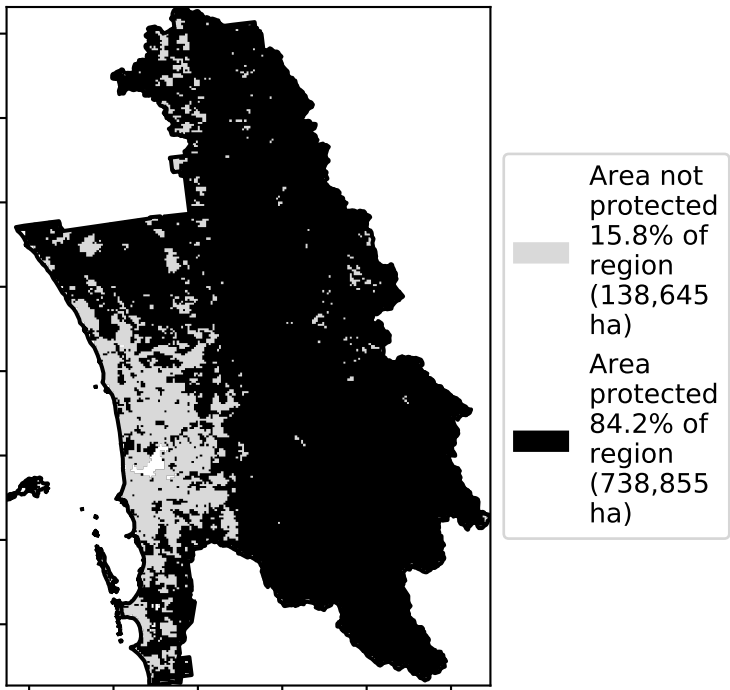 Area not
protected
15.8% of
region
(138,645
ha)
Area
protected
84.2% of
region
(738,855
ha)